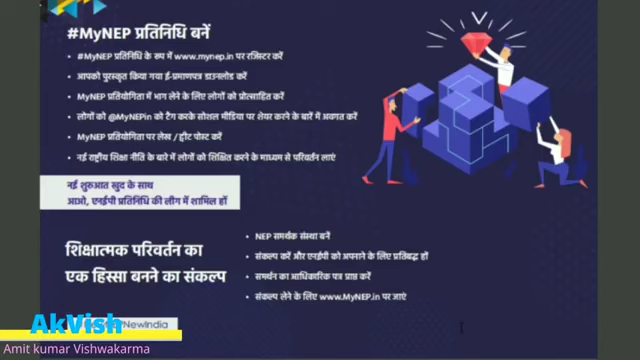 #MyNEP प्रतिनिधि बनें
#MyNEP प्रतिनिधि के रूप में www.mynep.in पर रजिस्टर करें
आपको पुरस्कृत किया गया ई-प्रमाणपत्र डाउनलोड करें
MyNEP प्रतियोगिता में भाग लेने के लिए लोगों को प्रोत्साहित करें
लोगों को @MyNEPin को टैग करके सोशल मीडिया पर शेयर करने के बारे में अवगत करें
MyNEP प्रतियोगिता पर लेख /ट्वीट पोस्ट करें
नई राष्ट्रीय शिक्षा नीति के बारे में लोगों को शिक्षित करने के माध्यम से परिवर्तन लाएं
नई शुरुआत खुद के साथ
आओ, एनईपी प्रतिनिधि की लीग में शामिल हों
शिक्षात्मक परिवर्तन का
एक हिस्सा बनने का संकल्प
NEP समर्थक संस्था बनें
संकल्प करें और एनईपी को अपनाने के लिए प्रतिबद्ध हों
समर्थन का आधिकारिक पत्र प्राप्त करें
संकल्प लेने के लिए www.MyNEP.in पर जाएं
AkVish
NewIndia
Amit kumar Vishwakarma